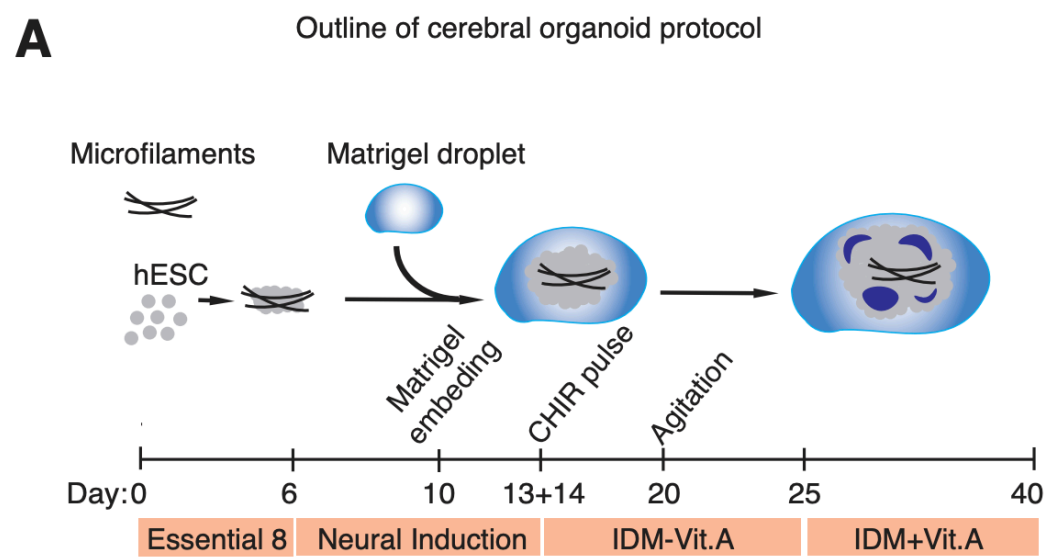 A
Outline of cerebral organoid protocol
Microfilaments
Matrigel droplet
hESC
Matrigel
embeding
CHIR pulse
Agitation
Day: 0 6 10 13+14 20 25 40
Essential 8 Neural Induction IDM-Vit.A IDM+Vit.A